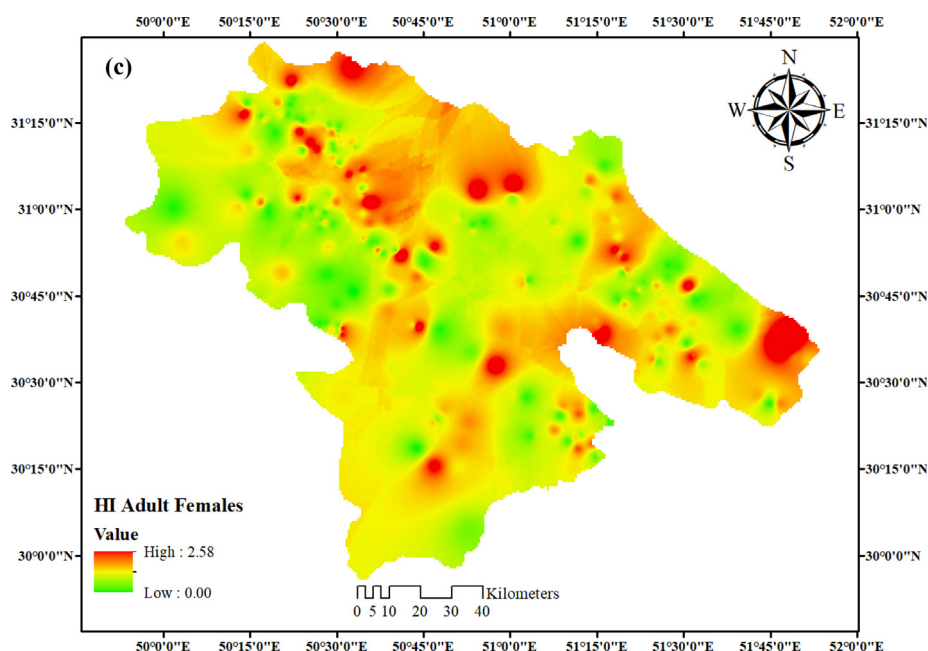 50°0'0"E 50°15'0"E 50°30'0"E 50°45'0"E 51°0'0"E 51°15'0"E 51°30'0"E 51°45'0"E 52°0'0"E
(c)
N
W E
S
31°15'0"N 31°15'0"N
31°0'0"N 31°0'0"N
30°45'0"N 30°45'0"N
30°30'0"N 30°30'0"N
30°15'0"N 30°15'0"N
30°0'0"N 30°0'0"N
HI Adult Females
Value
High : 2.58
Low : 0.00
Kilometers
0 5 10 20 30 40
50°0'0"E 50°15'0"E 50°30'0"E 50°45'0"E 51°0'0"E 51°15'0"E 51°30'0"E 51°45'0"E 52°0'0"E